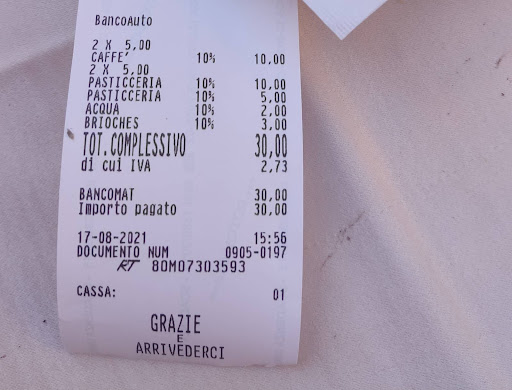 BancoAuto
2 X 5,00
CAFFE' 10% 10,00
2 X 5,00
PASTICCERIA 10% 10,00
PASTICCERIA 10% 5,00
ACQUA 10% 2,00
BRIOCHES 10% 3,00
TOT.COMPLESSIVO 30,00
di cui IVA 2,73
BANCOMAT 30,00
Importo pagato 30,00
17-08-2021 15:56
DOCUMENTO NUM 0905-0197
RT 80M07303593
CASSA: 01
GRAZIE
E
ARRIVEDERCI